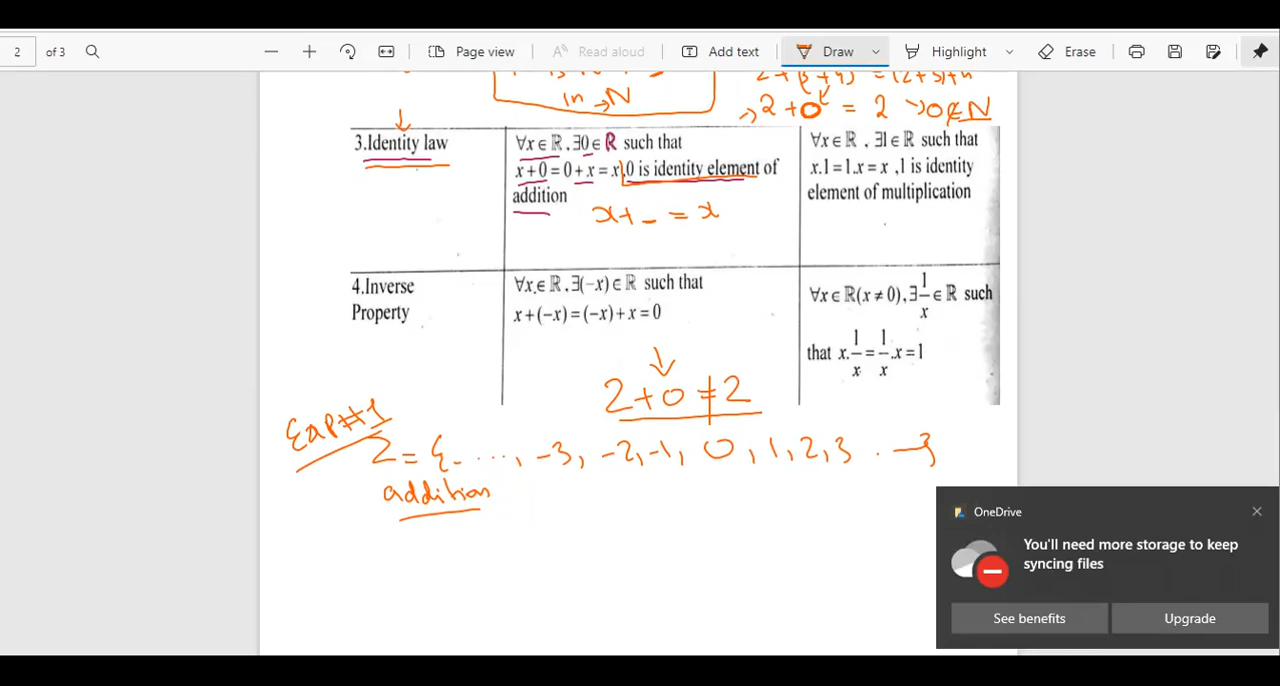 2 of 3 Page view Read aloud Add text Draw Highlight Erase
in → N
2 + 0 = 2 → 0 ∉ N
3.Identity law
∀x ∈ ℝ, ∃0 ∈ ℝ such that
x + 0 = 0 + x = x, 0 is identity element of
addition
x + _ = x
∀x ∈ ℝ , ∃1 ∈ ℝ such that
x.1 = 1.x = x ,1 is identity
element of multiplication
4.Inverse
Property
∀x ∈ ℝ, ∃(−x) ∈ ℝ such that
x + (−x) = (−x) + x = 0
∀x ∈ ℝ(x ≠ 0), ∃ 1/x ∈ ℝ such
that x. 1/x = 1/x .x = 1
2 + 0 ≠ 2
Exp#1
Z = {. ...., -3, -2, -1, 0, 1, 2, 3 . —}
addition
OneDrive
You'll need more storage to keep
syncing files
See benefits Upgrade